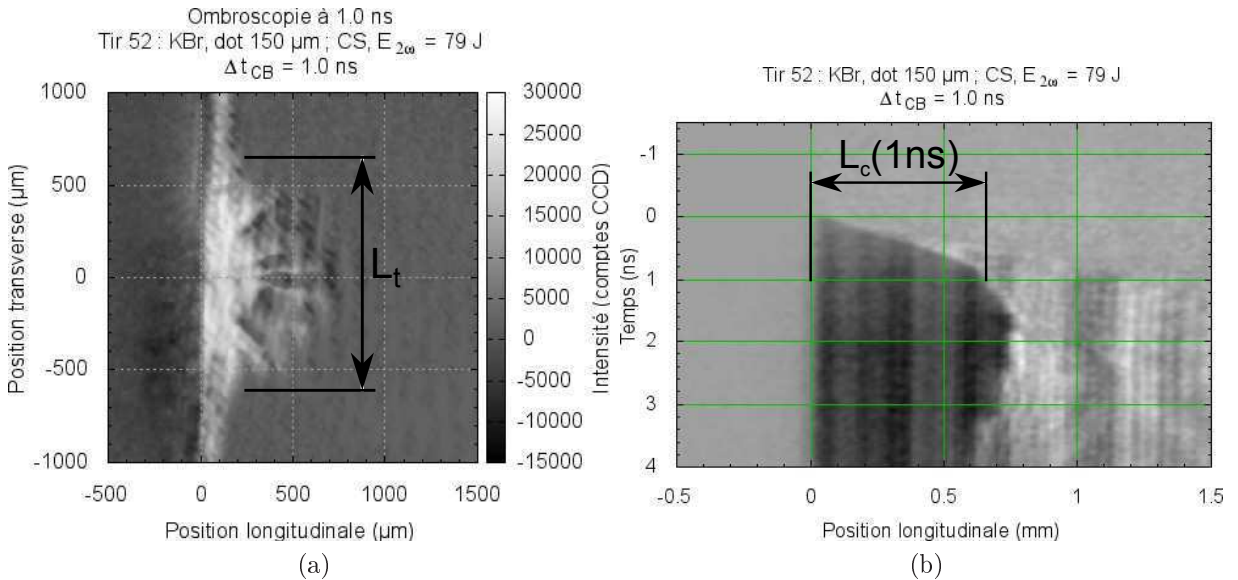 Ombroscopie à 1.0 ns
Tir 52 : KBr, dot 150 µm ; CS, E2ω = 79 J
Δ tCB = 1.0 ns
1000
500
0
-500
-1000
Position transverse (µm)
Lt
-500
0
500
1000
1500
Position longitudinale (µm)
30000
25000
20000
15000
10000
5000
0
-5000
-10000
-15000
Intensité (comptes CCD)
(a)
Tir 52 : KBr, dot 150 µm ; CS, E2ω = 79 J
Δ tCB = 1.0 ns
Lc(1ns)
-1
0
1
2
3
4
Temps (ns)
-0.5
0
0.5
1
1.5
Position longitudinale (mm)
(b)